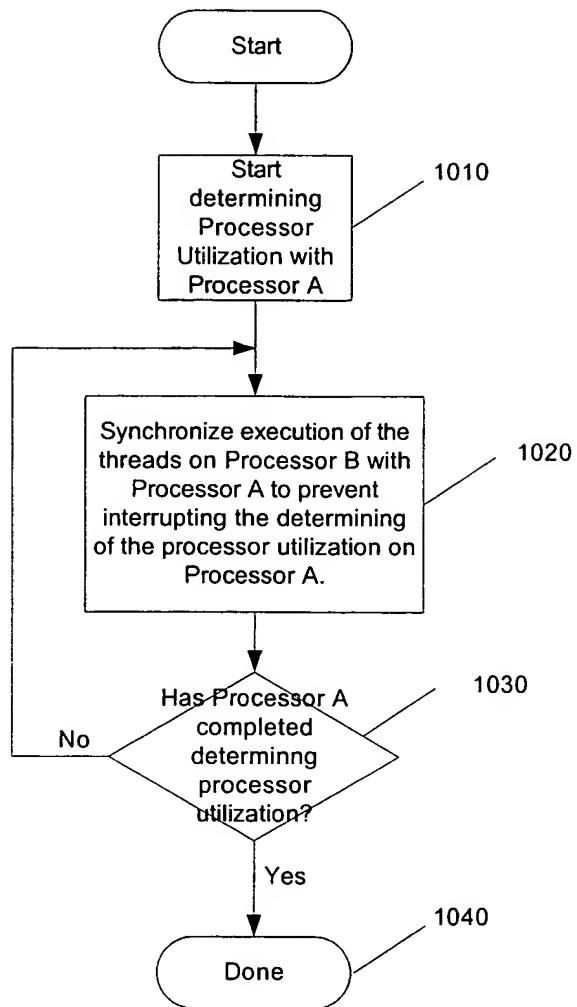 Start
Start
determining
Processor
Utilization with
Processor A
1010
Synchronize execution of the
threads on Processor B with
Processor A to prevent
interrupting the determining
of the processor utilization on
Processor A.
1020
Has Processor A
completed
determinng
processor
utilization?
1030
No
Yes
Done
1040